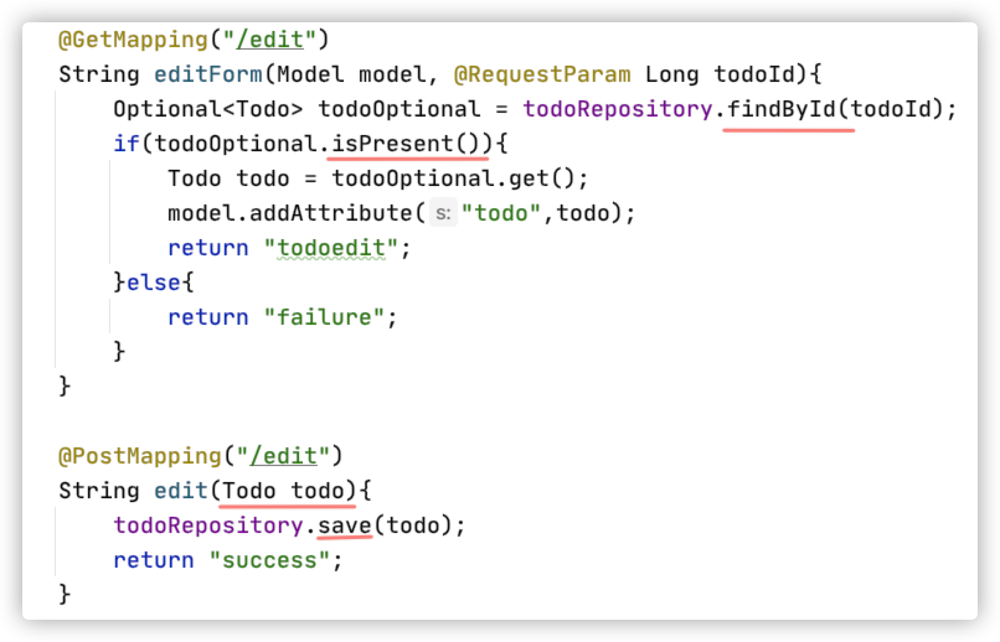 @GetMapping("/edit")
String editForm(Model model, @RequestParam Long todoId){
    Optional<Todo> todoOptional = todoRepository.findById(todoId);
    if(todoOptional.isPresent()){
        Todo todo = todoOptional.get();
        model.addAttribute( s: "todo",todo);
        return "todoedit";
    }else{
        return "failure";
    }
}

@PostMapping("/edit")
String edit(Todo todo){
    todoRepository.save(todo);
    return "success";
}